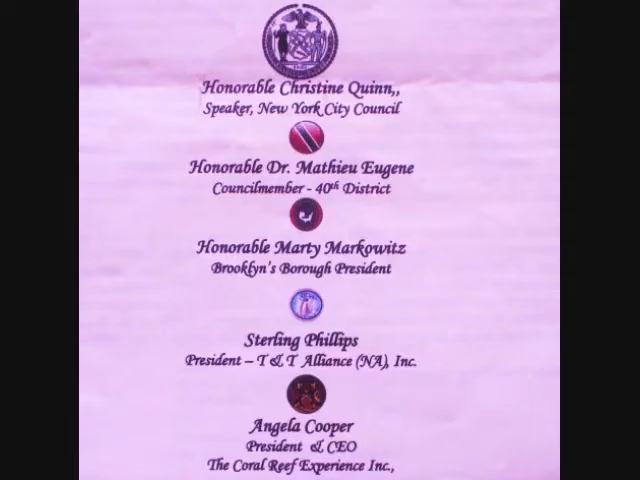 Honorable Christine Quinn,,
Speaker, New York City Council
Honorable Dr. Mathieu Eugene
Councilmember - 40th District
Honorable Marty Markowitz
Brooklyn's Borough President
Sterling Phillips
President – T & T Alliance (NA), Inc.
Angela Cooper
President & CEO
The Coral Reef Experience Inc.,